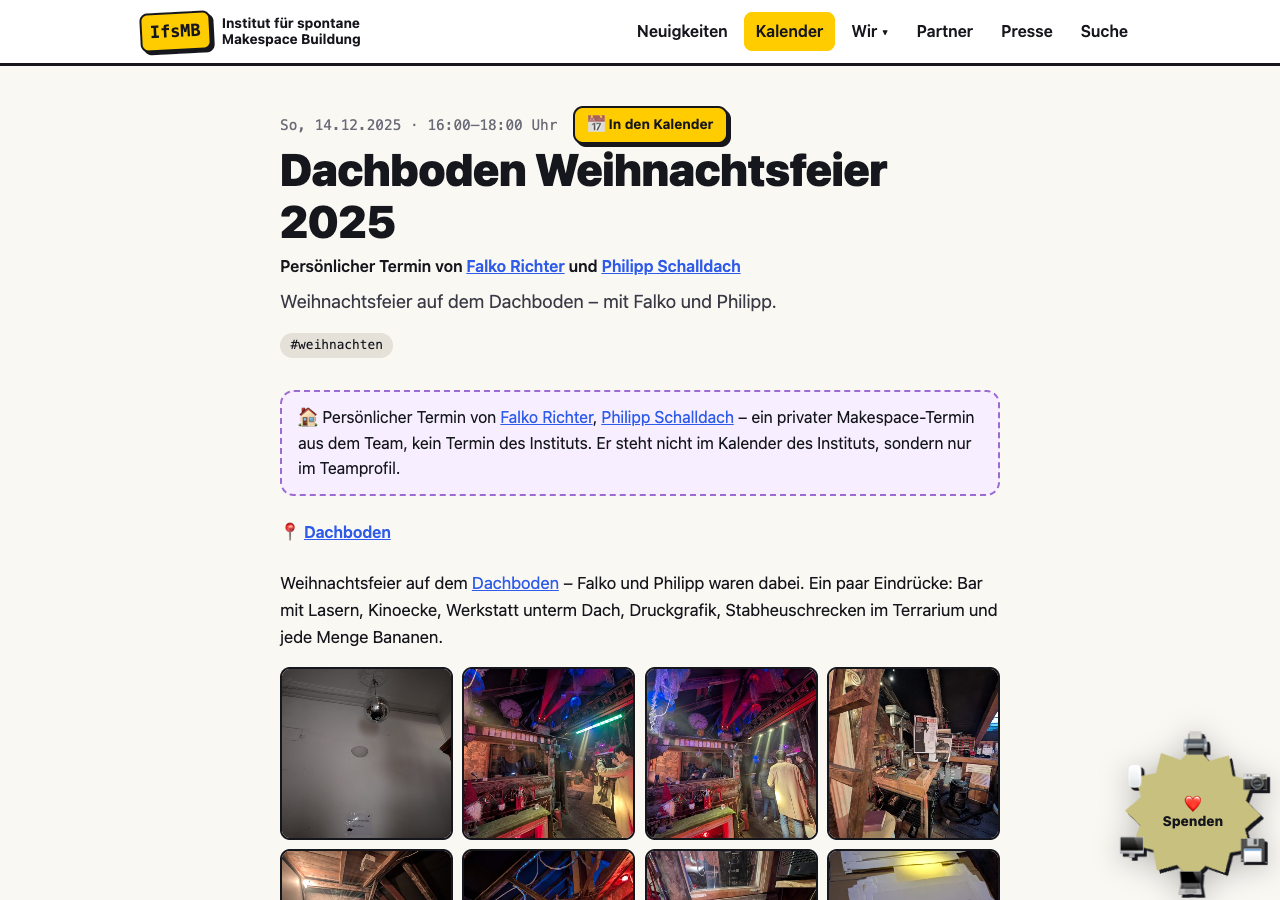 IfsMB
Institut für spontane
Makespace Buildung
Neuigkeiten
Kalender
Wir ▾
Partner
Presse
Suche
So, 14.12.2025 · 16:00–18:00 Uhr
📅 In den Kalender
Dachboden Weihnachtsfeier
2025
Persönlicher Termin von Falko Richter und Philipp Schalldach
Weihnachtsfeier auf dem Dachboden – mit Falko und Philipp.
#weihnachten
🏠 Persönlicher Termin von Falko Richter, Philipp Schalldach – ein privater Makespace-Termin
aus dem Team, kein Termin des Instituts. Er steht nicht im Kalender des Instituts, sondern nur
im Teamprofil.
📍 Dachboden
Weihnachtsfeier auf dem Dachboden – Falko und Philipp waren dabei. Ein paar Eindrücke: Bar
mit Lasern, Kinoecke, Werkstatt unterm Dach, Druckgrafik, Stabheuschrecken im Terrarium und
jede Menge Bananen.
❤️
Spenden